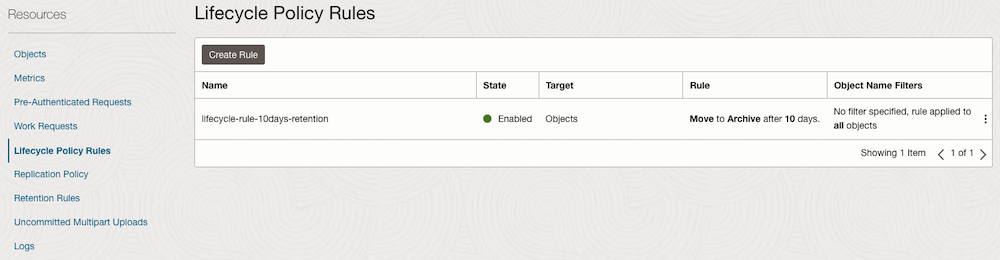 Resources
Objects
Metrics
Pre-Authenticated Requests
Work Requests
Lifecycle Policy Rules
Replication Policy
Retention Rules
Uncommitted Multipart Uploads
Logs
Lifecycle Policy Rules
Create Rule
Name State Target Rule Object Name Filters
lifecycle-rule-10days-retention Enabled Objects Move to Archive after 10 days. No filter specified, rule applied to
all objects
Showing 1 Item 1 of 1